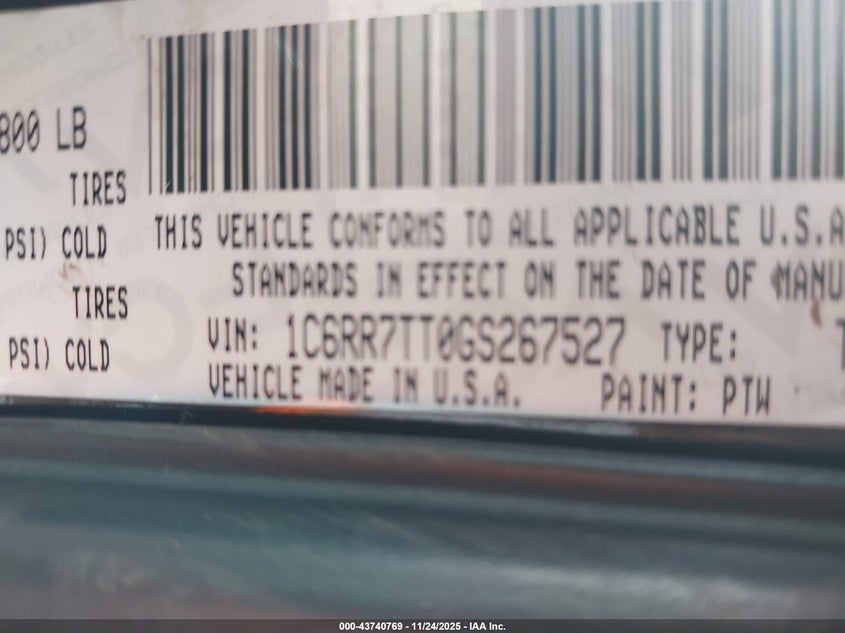 800 LB
TIRES
PSI) COLD
TIRES
PSI) COLD
THIS VEHICLE CONFORMS TO ALL APPLICABLE U.S.A
STANDARDS IN EFFECT ON THE DATE OF MANU
VIN: 1C6RR7TT0GS267527 TYPE: T
VEHICLE MADE IN U.S.A. PAINT: PTW
000-43740769 - 11/24/2025 - IAA Inc.